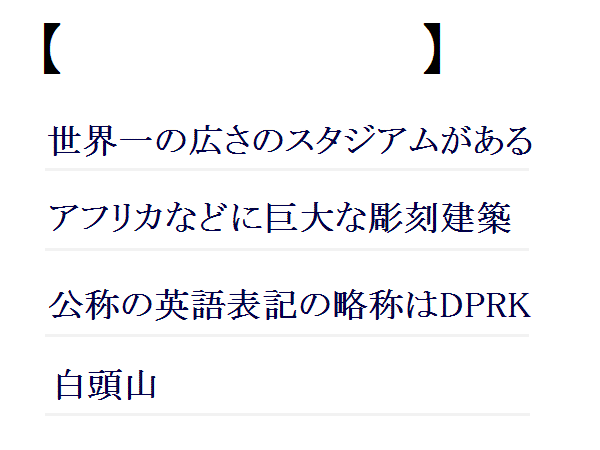 【 】
世界一の広さのスタジアムがある
アフリカなどに巨大な彫刻建築
公称の英語表記の略称はDPRK
白頭山